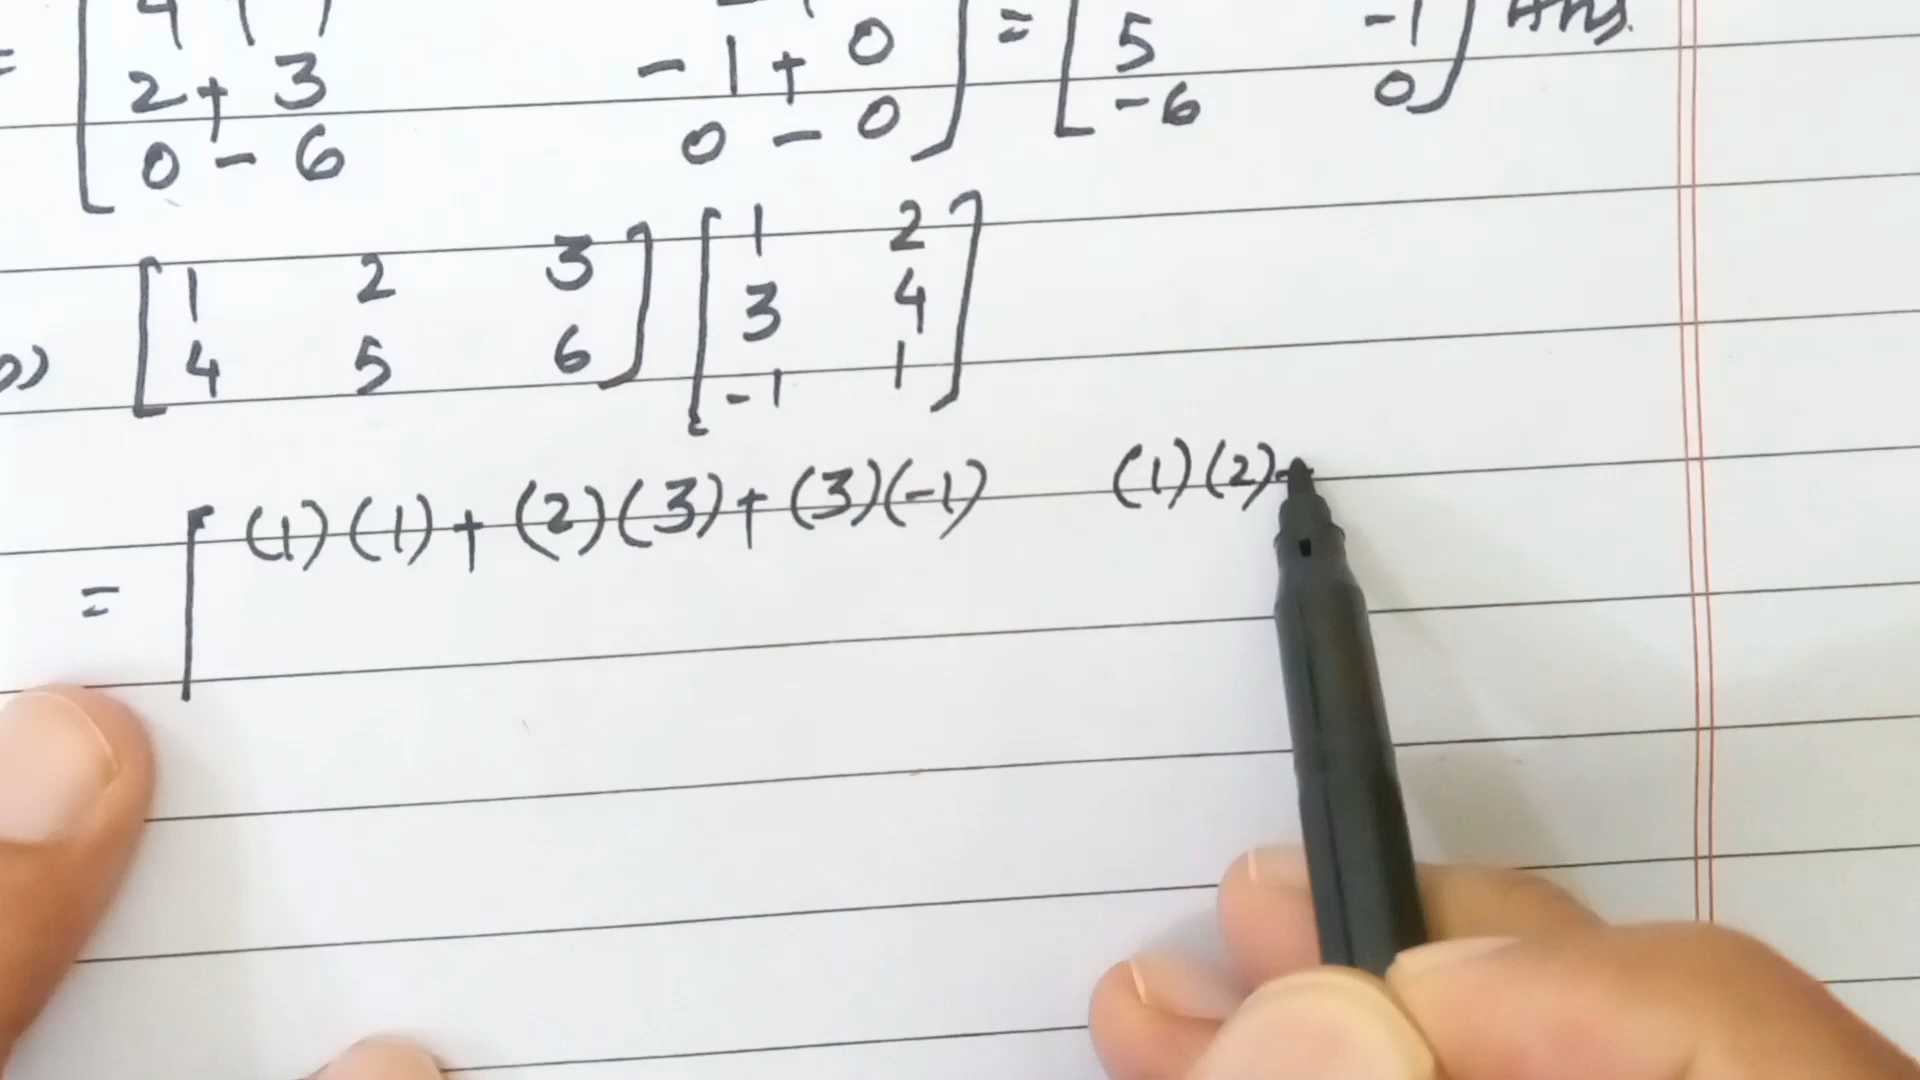 = [ 4
2 + 3   -1 + 0 ] = [ 5   -1 ] Ans.
0 - 6   0 - 0   -6   0
[ 1 2 3 ] [ 1 2 ]
3 4
4 5 6   -1 1
= [ (1)(1) + (2)(3) + (3)(-1)   (1)(2)